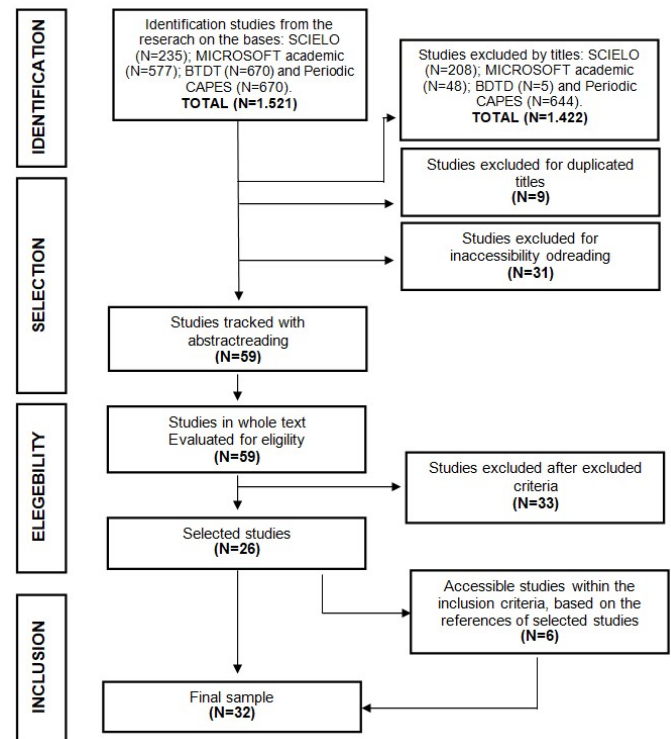 IDENTIFICATION
Identification studies from the
reserach on the bases: SCIELO
(N=235); MICROSOFT academic
(N=577); BTDT (N=670) and Periodic
CAPES (N=670).
TOTAL (N=1.521)
Studies excluded by titles: SCIELO
(N=208); MICROSOFT academic
(N=48); BDTD (N=5) and Periodic
CAPES (N=644).
TOTAL (N=1.422)
SELECTION
Studies excluded for duplicated
titles
(N=9)
Studies excluded for
inaccessibility odreading
(N=31)
Studies tracked with
abstractreading
(N=59)
ELEGEBILITY
Studies in whole text
Evaluated for eligility
(N=59)
Studies excluded after excluded
criteria
(N=33)
Selected studies
(N=26)
INCLUSION
Accessible studies within the
inclusion criteria, based on the
references of selected studies
(N=6)
Final sample
(N=32)